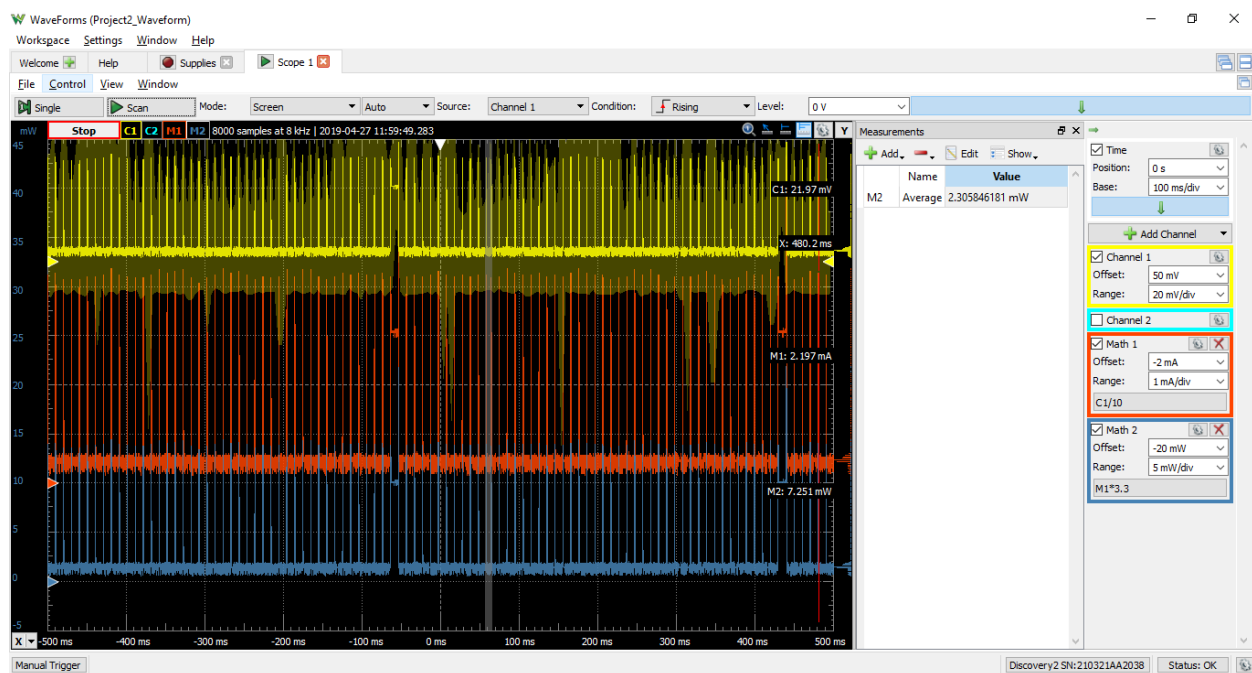 WaveForms (Project2_Waveform)
Workspace Settings Window Help
Welcome Help Supplies Scope 1
File Control View Window
Single Scan Mode: Screen Auto Source: Channel 1 Condition: Rising Level: 0 V
mW Stop C1 C2 M1 M2 8000 samples at 8 kHz | 2019-04-27 11:59:49.283 Y
45
40
35
30
25
20
15
10
5
0
-5
C1: 21.97 mV
X: 480.2 ms
M1: 2.197 mA
M2: 7.251 mW
X -500 ms -400 ms -300 ms -200 ms -100 ms 0 ms 100 ms 200 ms 300 ms 400 ms 500 ms
Measurements
Add Edit Show
Name Value
M2 Average 2.305846181 mW
Time
Position: 0 s
Base: 100 ms/div
Add Channel
Channel 1
Offset: 50 mV
Range: 20 mV/div
Channel 2
Math 1
Offset: -2 mA
Range: 1 mA/div
C1/10
Math 2
Offset: -20 mW
Range: 5 mW/div
M1*3.3
Manual Trigger Discovery2 SN:210321AA2038 Status: OK